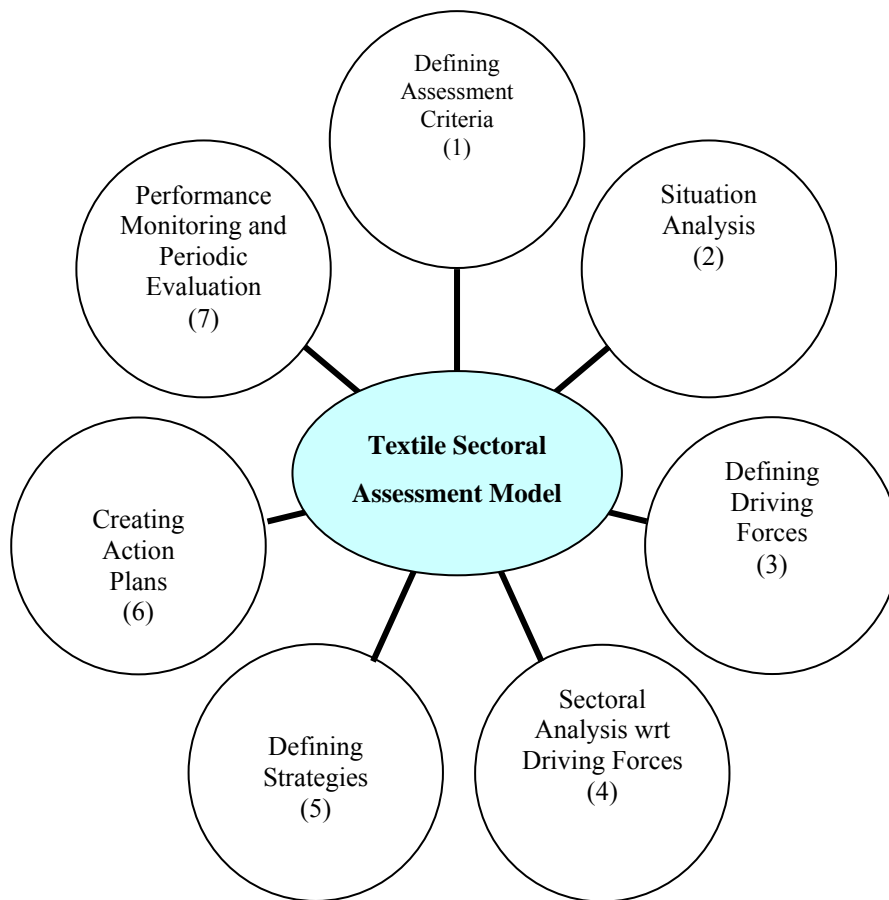 Defining
Assessment
Criteria
(1)
Situation
Analysis
(2)
Defining
Driving
Forces
(3)
Sectoral
Analysis wrt
Driving Forces
(4)
Defining
Strategies
(5)
Creating
Action
Plans
(6)
Performance
Monitoring and
Periodic
Evaluation
(7)
Textile Sectoral
Assessment Model